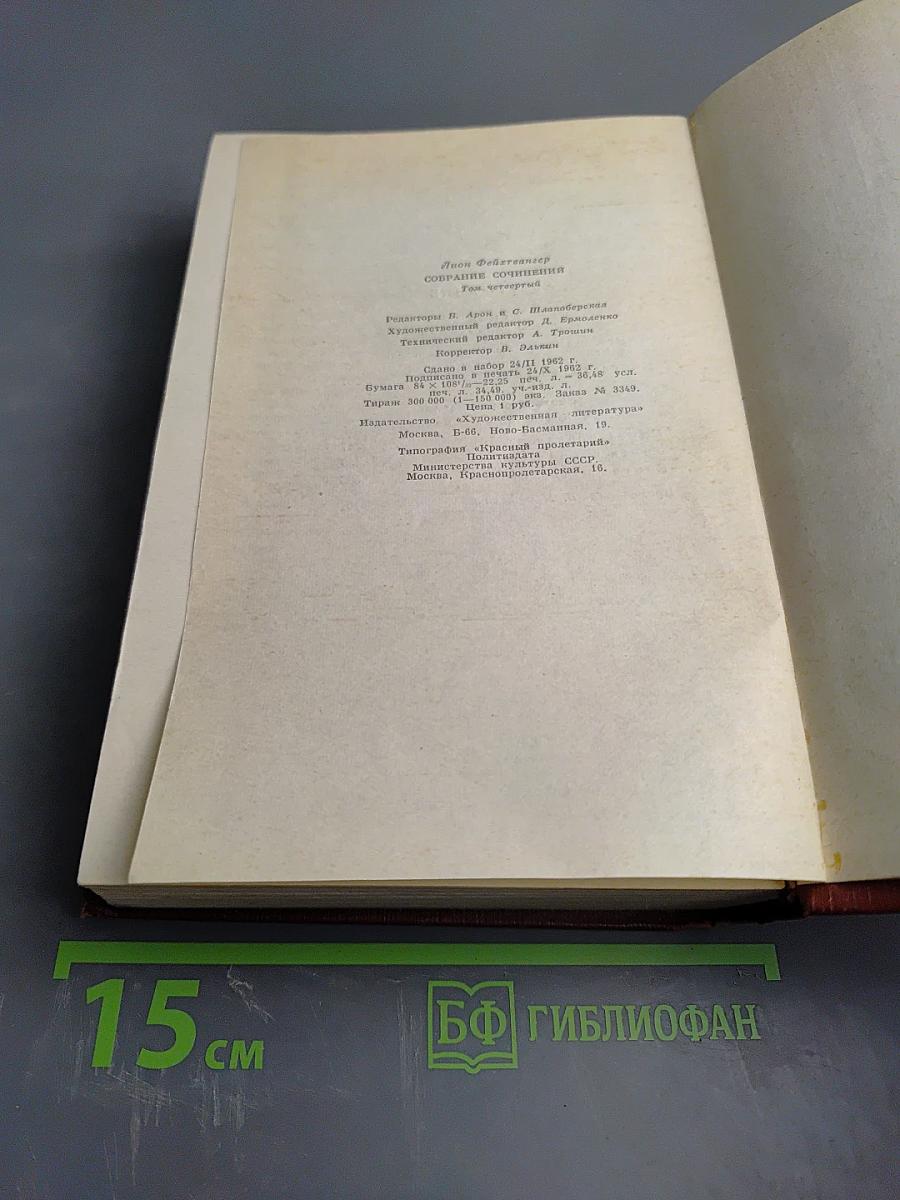 Лион Фейхтвангер
СОБРАНИЕ СОЧИНЕНИЙ
Том четвертый
Редакторы В. Арон и С. Шлапоберская
Художественный редактор Д. Ермоленко
Технический редактор А. Трошин
Корректор В. Элькин
Сдано в набор 24/II 1962 г.
Подписано в печать 24/X 1962 г.
Бумага 84 × 108¹/₃₂—22,25 печ. л. = 36,48 усл.
печ. л. 34,49. уч.-изд. л.
Тираж 300 000 (1—150 000) экз. Заказ № 3349.
Цена 1 руб.
Издательство «Художественная литература»
Москва, Б-66, Ново-Басманная, 19.
Типография «Красный пролетарий»
Политиздата
Министерства культуры СССР.
Москва, Краснопролетарская, 16.
15 см
БФ ГИБЛИОФАН